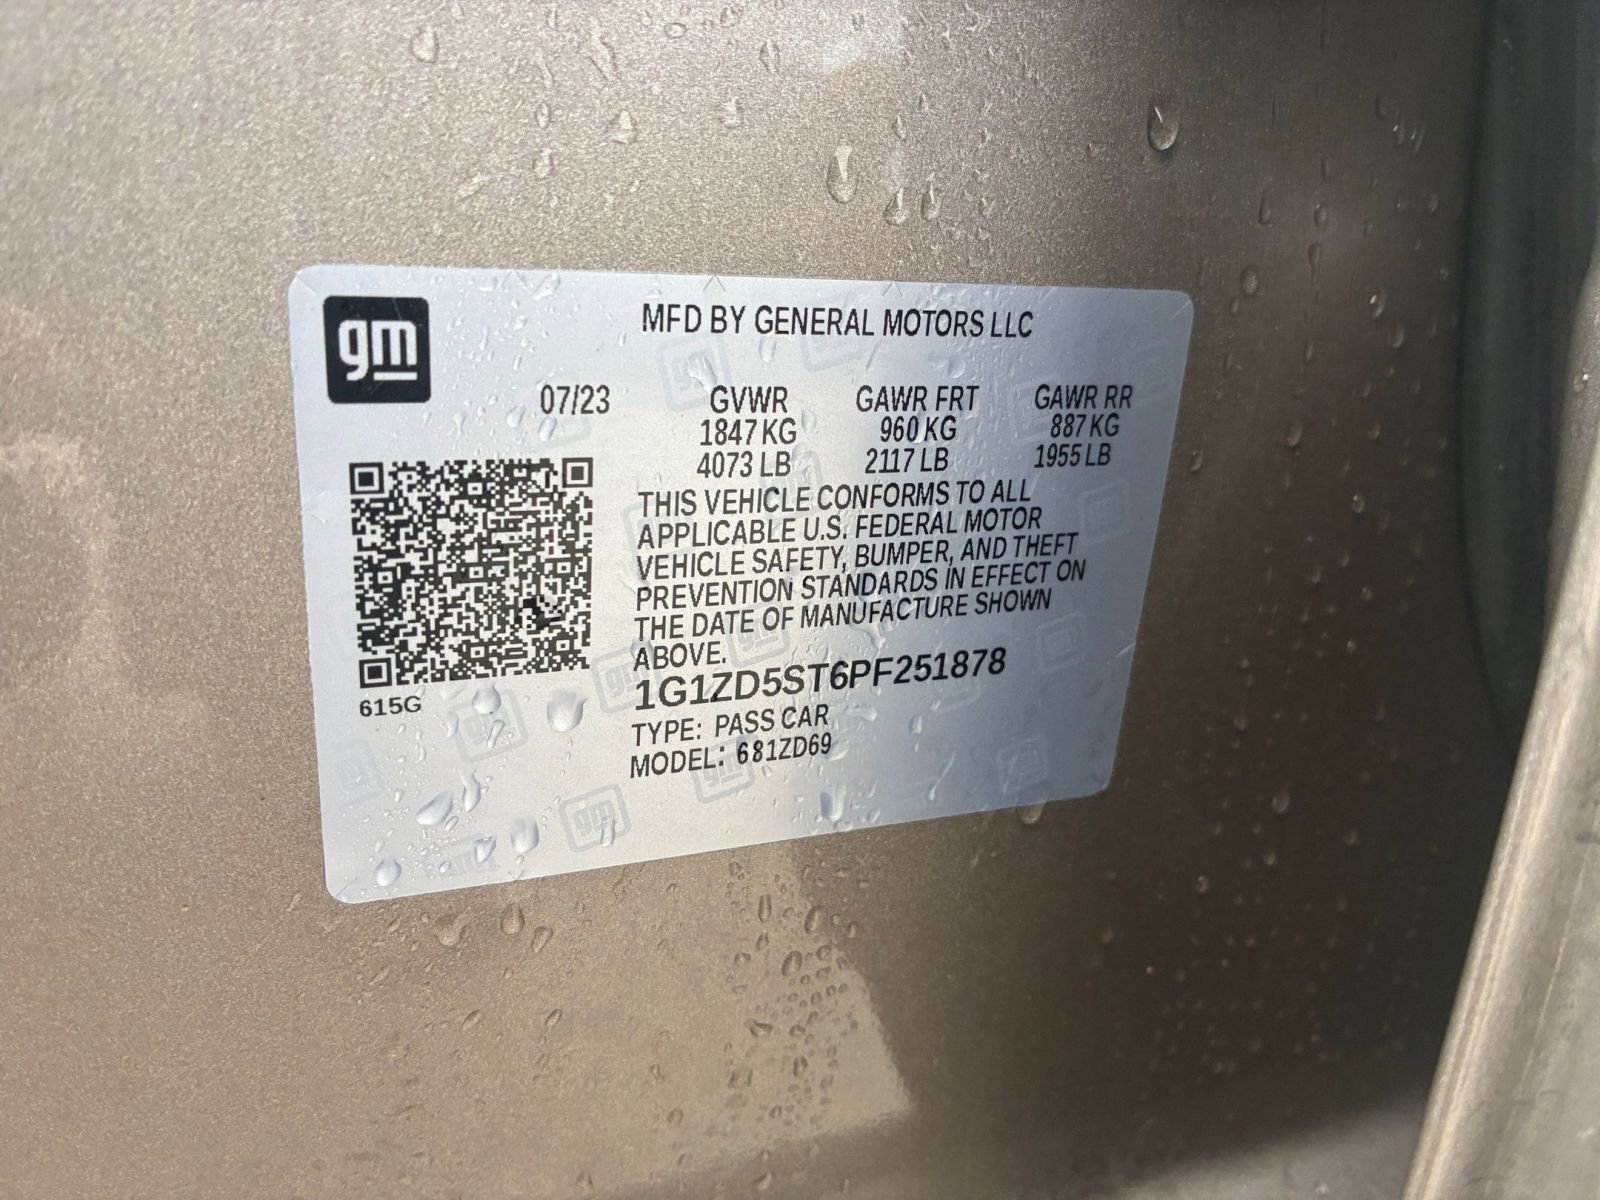 gm
MFD BY GENERAL MOTORS LLC
07/23 GVWR GAWR FRT GAWR RR
1847 KG 960 KG 887 KG
4073 LB 2117 LB 1955 LB
THIS VEHICLE CONFORMS TO ALL
APPLICABLE U.S. FEDERAL MOTOR
VEHICLE SAFETY, BUMPER, AND THEFT
PREVENTION STANDARDS IN EFFECT ON
THE DATE OF MANUFACTURE SHOWN
ABOVE.
1G1ZD5ST6PF251878
615G
TYPE: PASS CAR
MODEL: 681ZD69